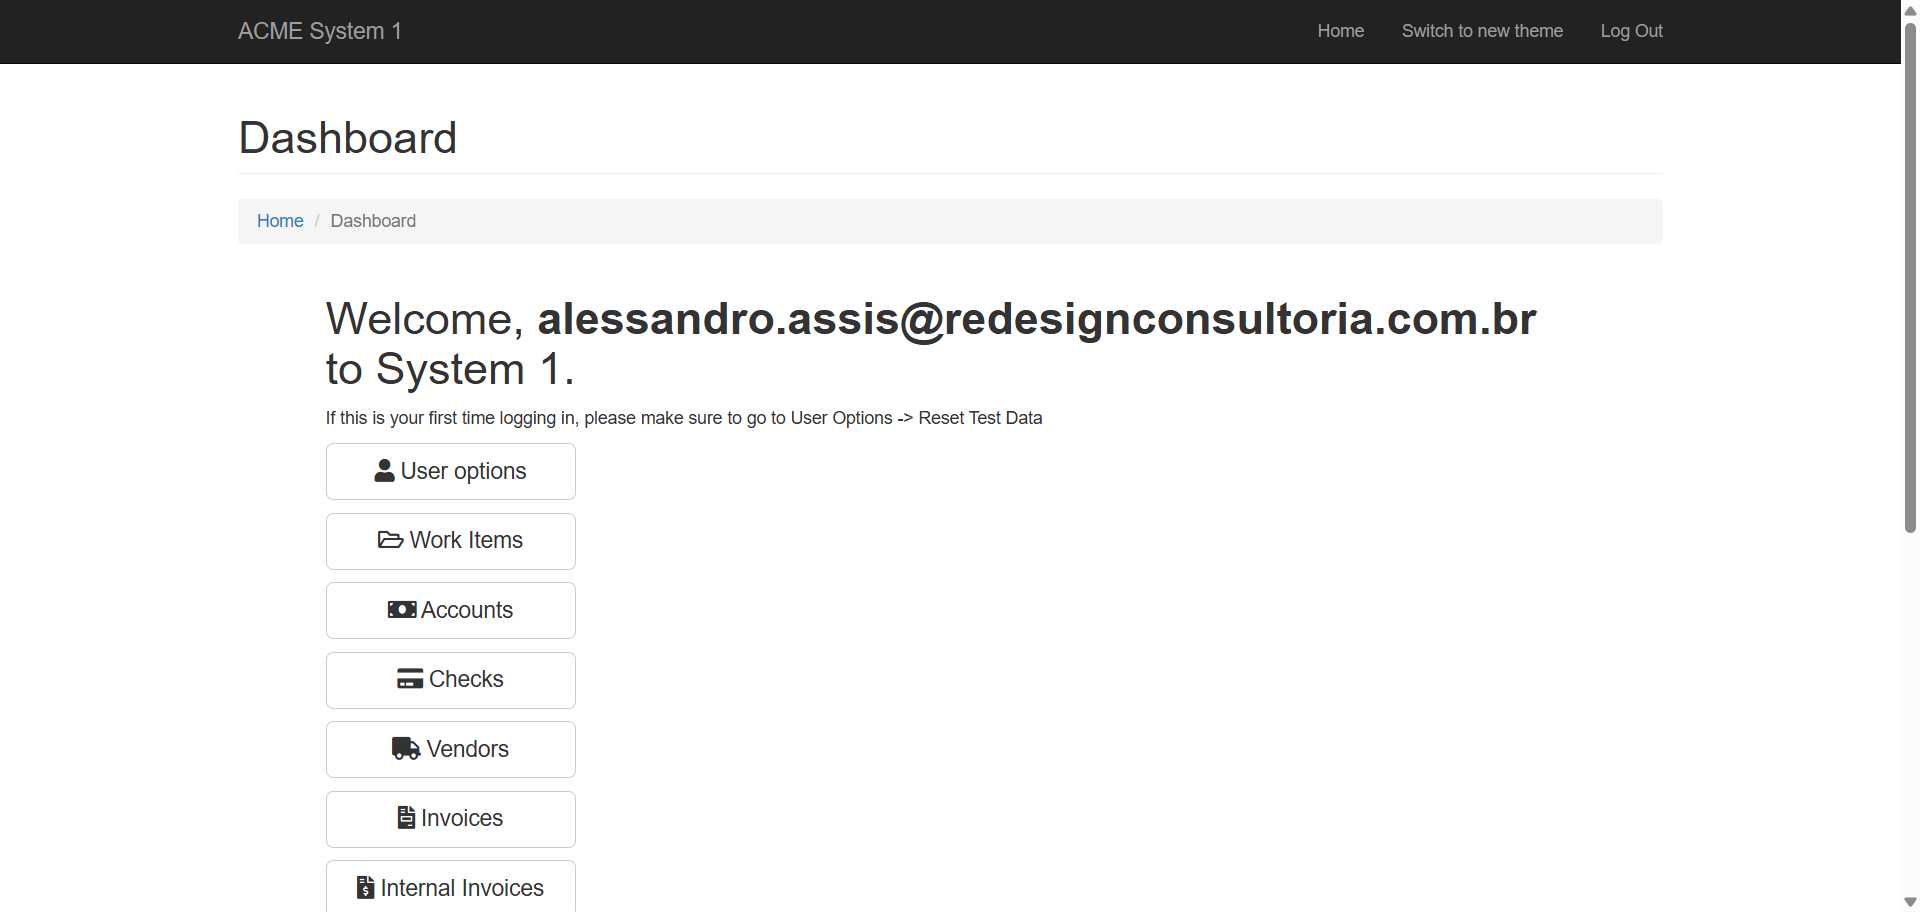 ACME System 1
Home
Switch to new theme
Log Out
Dashboard
Home / Dashboard
Welcome, alessandro.assis@redesignconsultoria.com.br
to System 1.
If this is your first time logging in, please make sure to go to User Options -> Reset Test Data
User options
Work Items
Accounts
Checks
Vendors
Invoices
Internal Invoices